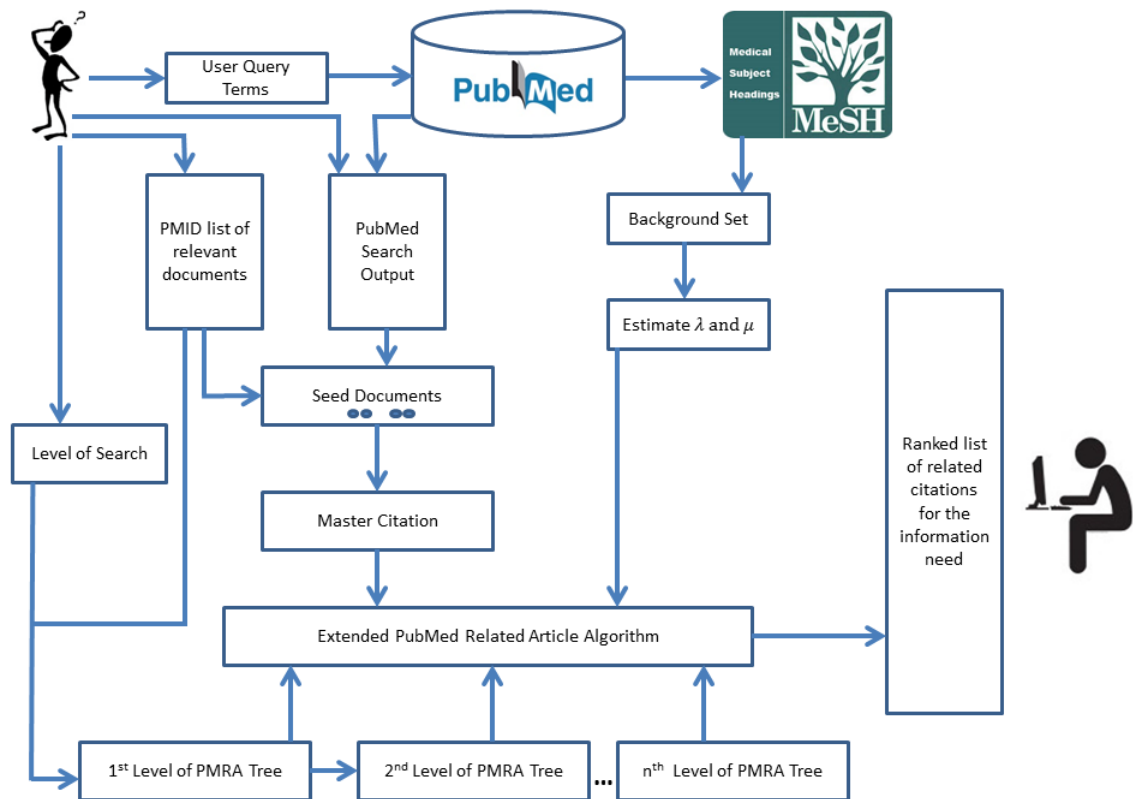 ?
User Query
Terms
PubMed
Medical
Subject
Headings
MeSH
PMID list of
relevant
documents
PubMed
Search
Output
Background Set
Estimate λ and μ
Seed Documents
Level of Search
Master Citation
Ranked list
of related
citations
for the
information
need
Extended PubMed Related Article Algorithm
1st Level of PMRA Tree
2nd Level of PMRA Tree
...
nth Level of PMRA Tree